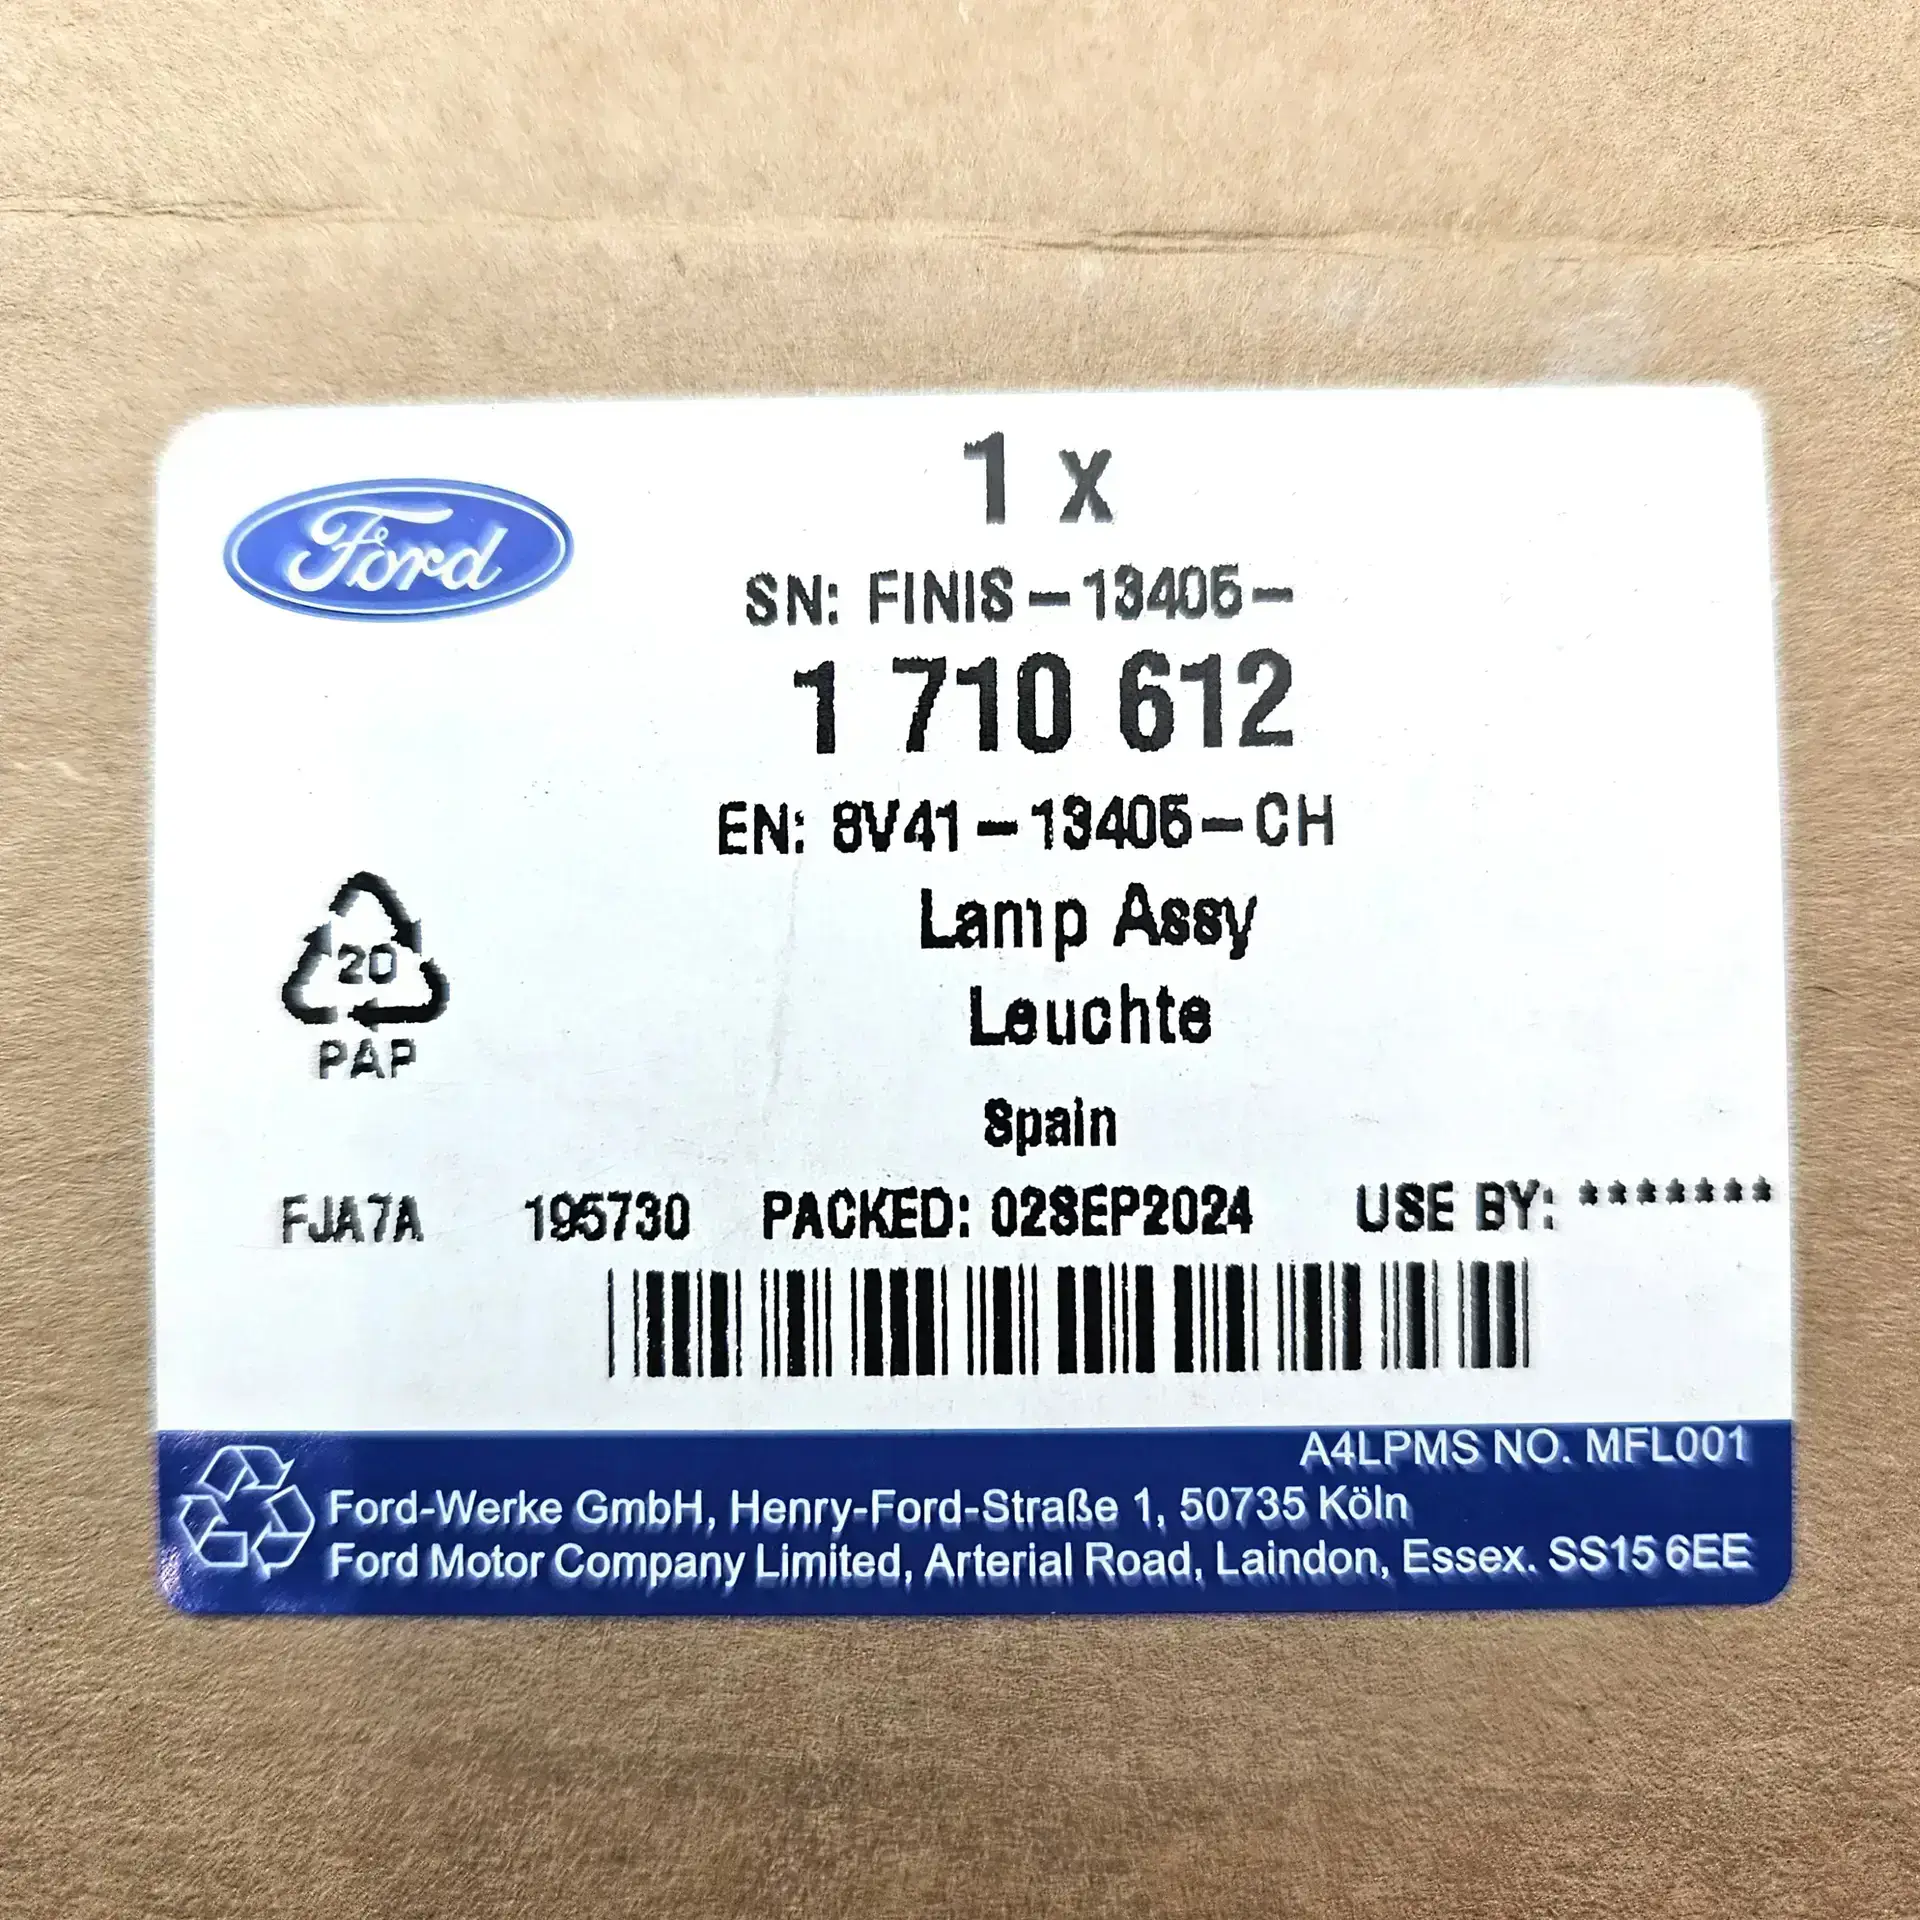 Ford
1 x
SN: FINIS-13405-
1 710 612
EN: 8V41-13405-CH
Lamp Assy
Leuchte
20
PAP
Spain
FJA7A 195730 PACKED: 02SEP2024 USE BY: *******
A4LPMS NO. MFL001
Ford-Werke GmbH, Henry-Ford-Straße 1, 50735 Köln
Ford Motor Company Limited, Arterial Road, Laindon, Essex. SS15 6EE